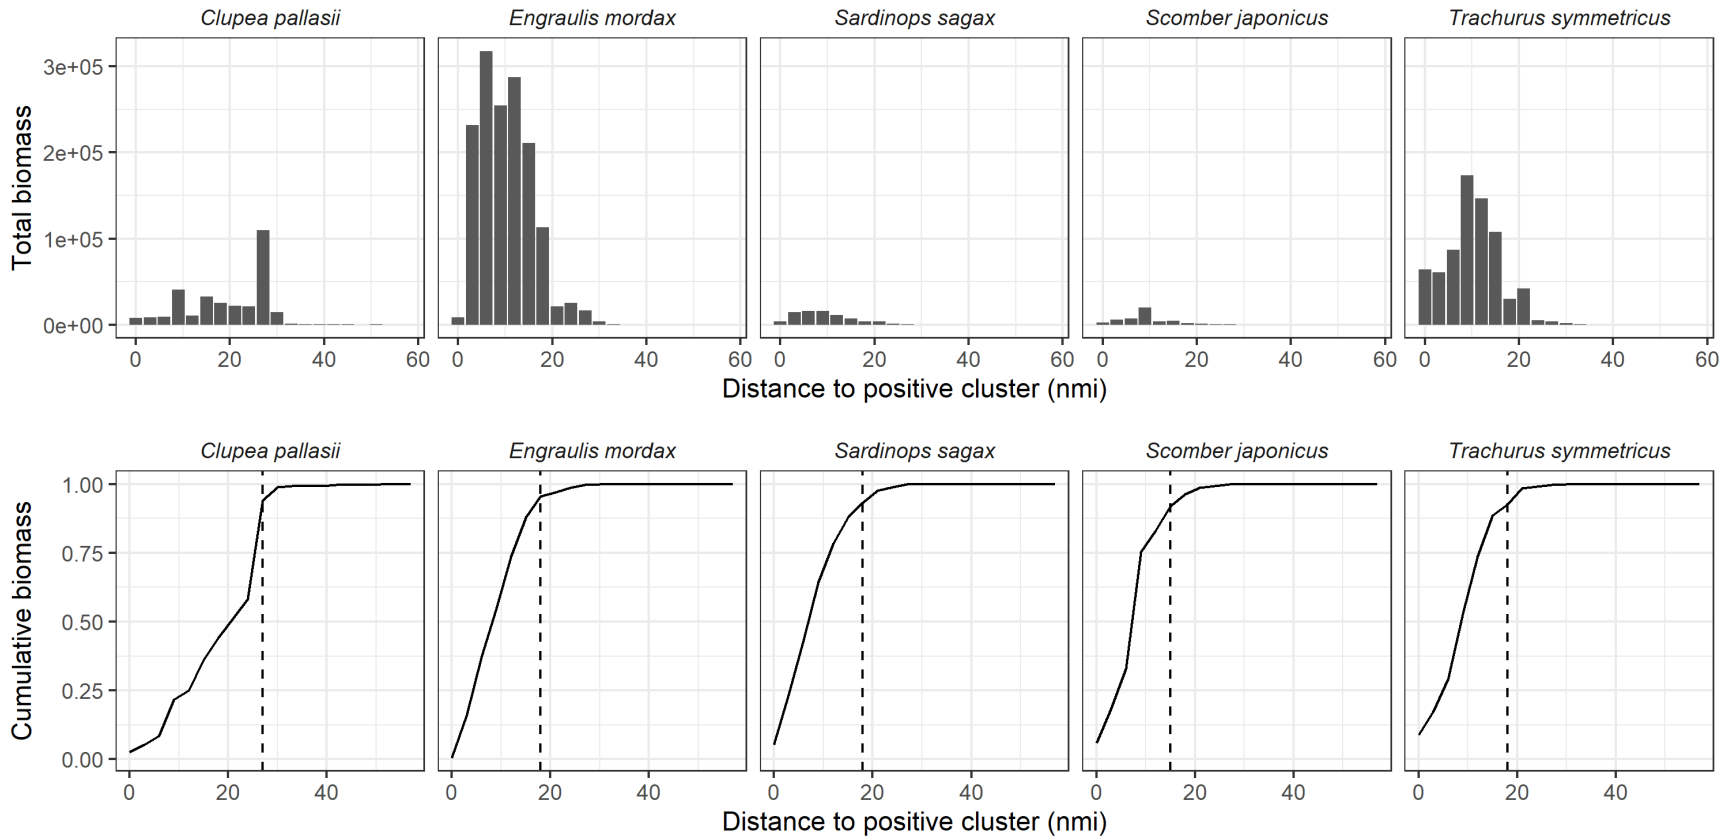 Clupea pallasii Engraulis mordax Sardinops sagax Scomber japonicus Trachurus symmetricus
Total biomass
3e+05
2e+05
1e+05
0e+00
0 20 40 60 0 20 40 60 0 20 40 60 0 20 40 60 0 20 40 60
Distance to positive cluster (nmi)
Clupea pallasii Engraulis mordax Sardinops sagax Scomber japonicus Trachurus symmetricus
Cumulative biomass
1.00
0.75
0.50
0.25
0.00
0 20 40 0 20 40 0 20 40 0 20 40 0 20 40
Distance to positive cluster (nmi)